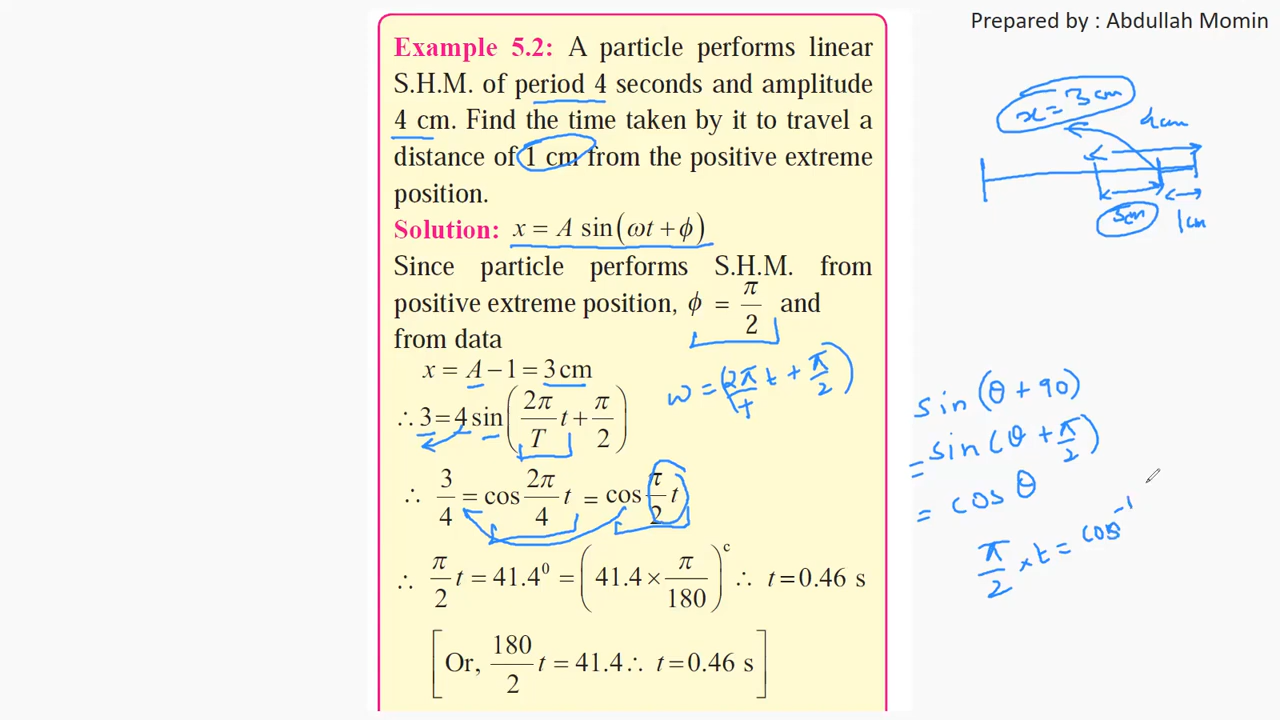 Prepared by : Abdullah Momin
Example 5.2: A particle performs linear
S.H.M. of period 4 seconds and amplitude
4 cm. Find the time taken by it to travel a
distance of 1 cm from the positive extreme
position.
Solution: x = A sin(ωt + ϕ)
Since particle performs S.H.M. from
positive extreme position, ϕ = π/2 and
from data
x = A − 1 = 3 cm
∴ 3 = 4 sin(2π/T t + π/2)
∴ 3/4 = cos 2π/4 t = cos π/2 t
∴ π/2 t = 41.4⁰ = (41.4 × π/180)ᶜ ∴ t = 0.46 s
[Or, 180/2 t = 41.4 ∴ t = 0.46 s]
x = 3 cm
4cm
1cm
ω = (2π/T t + π/2)
sin(θ + 90)
= sin(θ + π/2)
= cos θ
π/2 × t = cos⁻¹